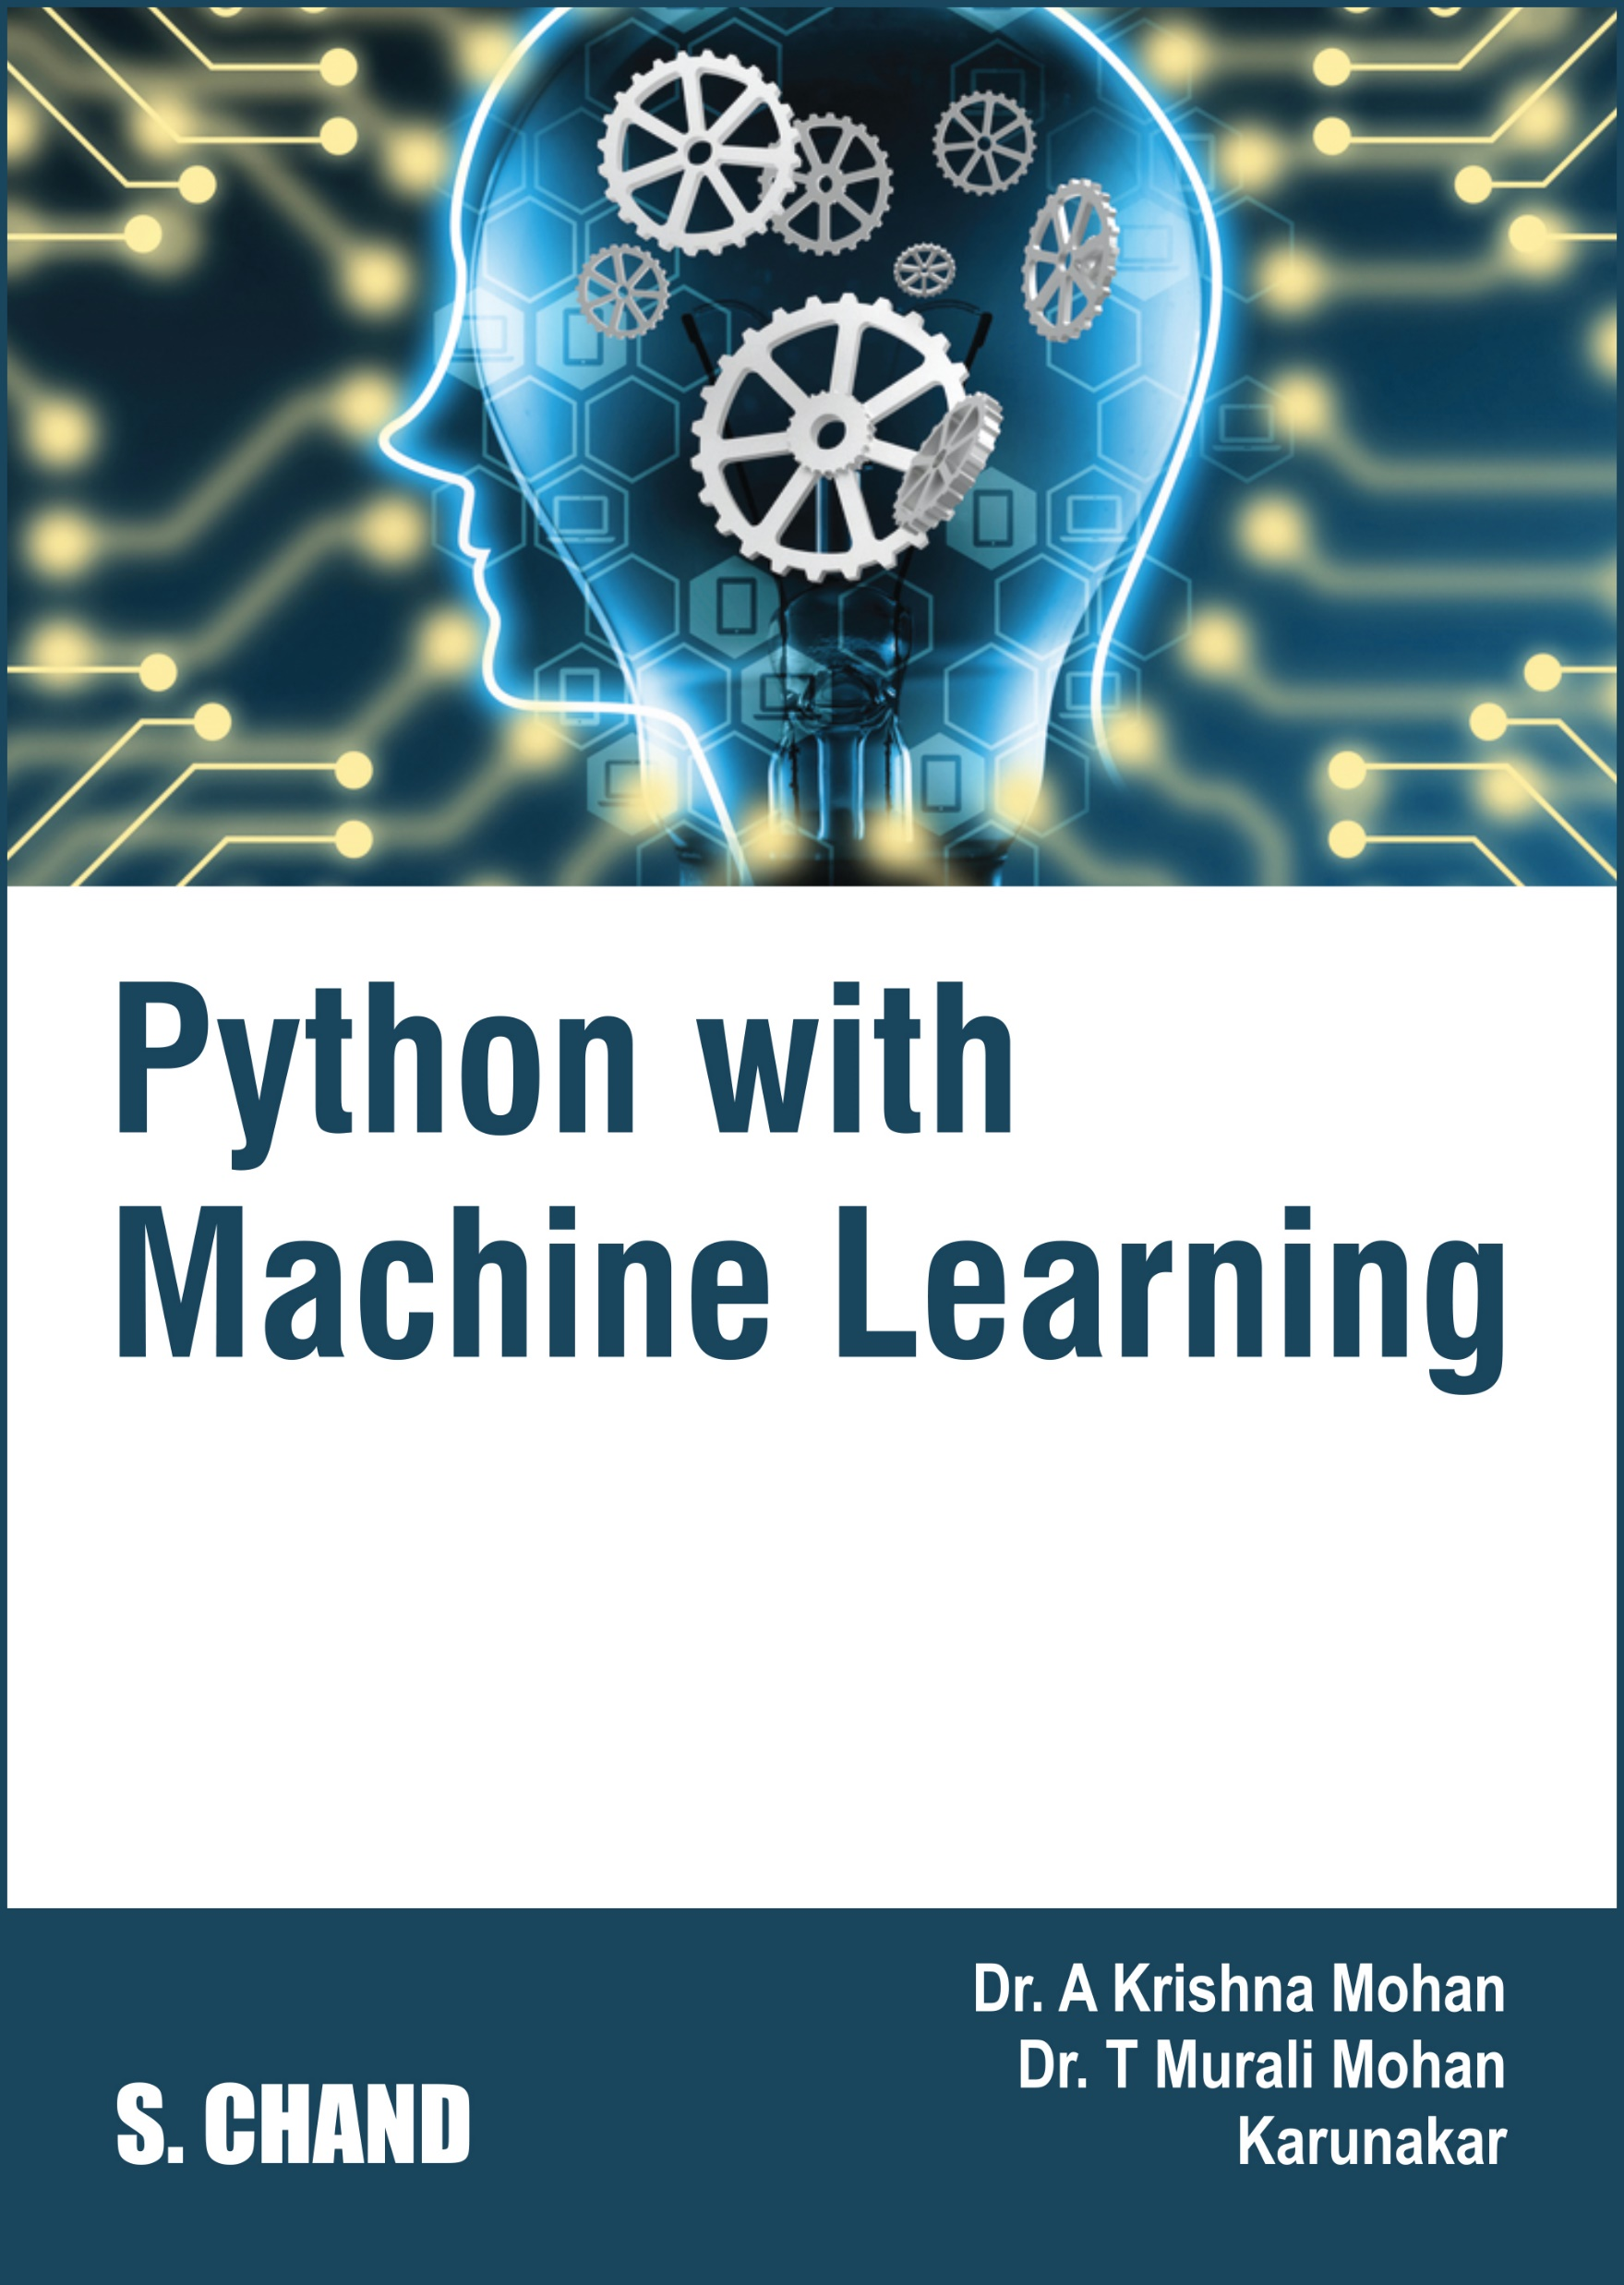 Python with
Machine Learning
Dr. A Krishna Mohan
Dr. T Murali Mohan
Karunakar
S. CHAND